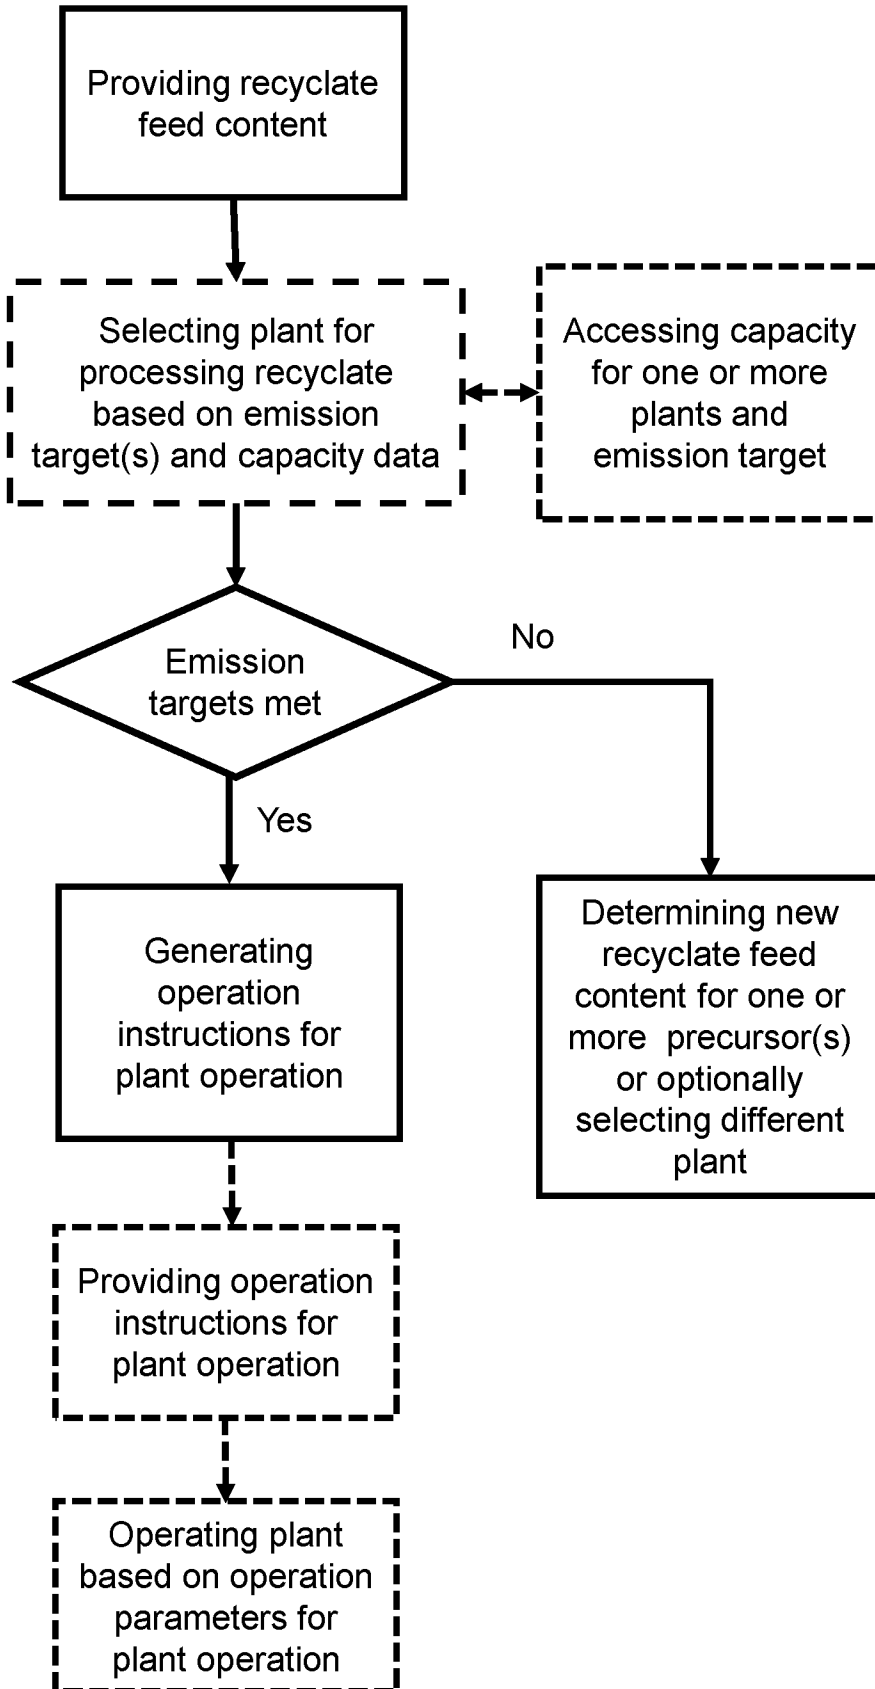 Providing recyclate
feed content
Selecting plant for
processing recyclate
based on emission
target(s) and capacity data
Accessing capacity
for one or more
plants and
emission target
Emission
targets met
No
Yes
Generating
operation
instructions for
plant operation
Determining new
recyclate feed
content for one or
more precursor(s)
or optionally
selecting different
plant
Providing operation
instructions for
plant operation
Operating plant
based on operation
parameters for
plant operation